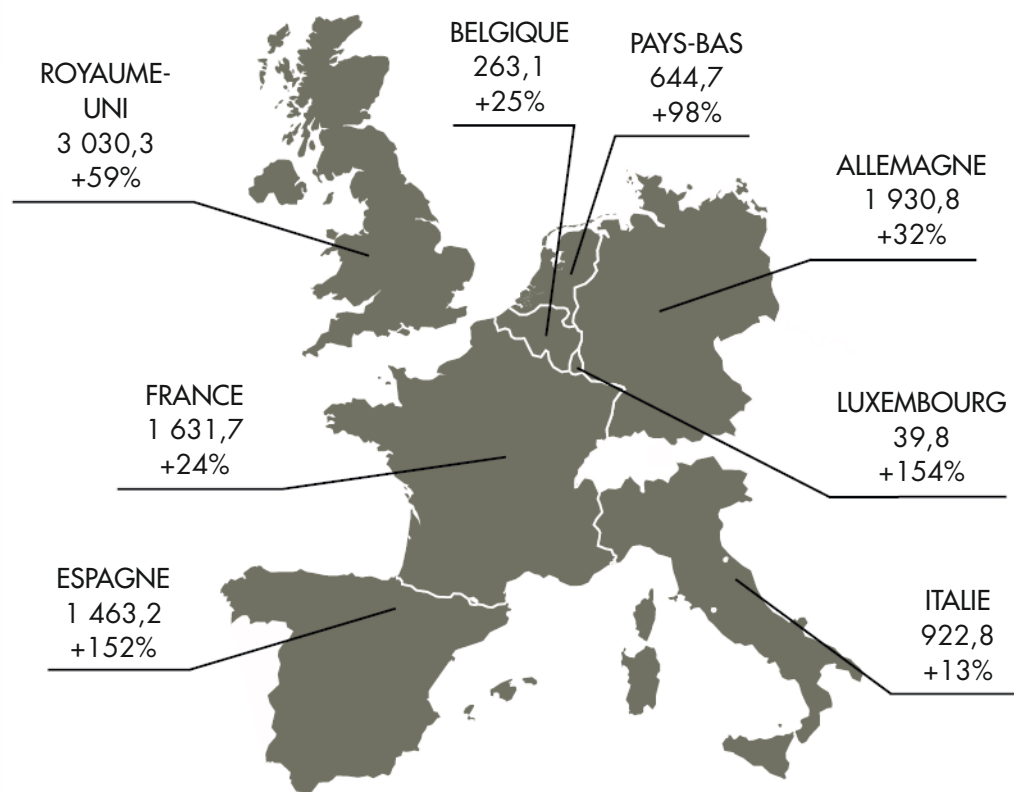 BELGIQUE
263,1
+25%
PAYS-BAS
644,7
+98%
ROYAUME-
UNI
3 030,3
+59%
ALLEMAGNE
1 930,8
+32%
FRANCE
1 631,7
+24%
LUXEMBOURG
39,8
+154%
ESPAGNE
1 463,2
+152%
ITALIE
922,8
+13%